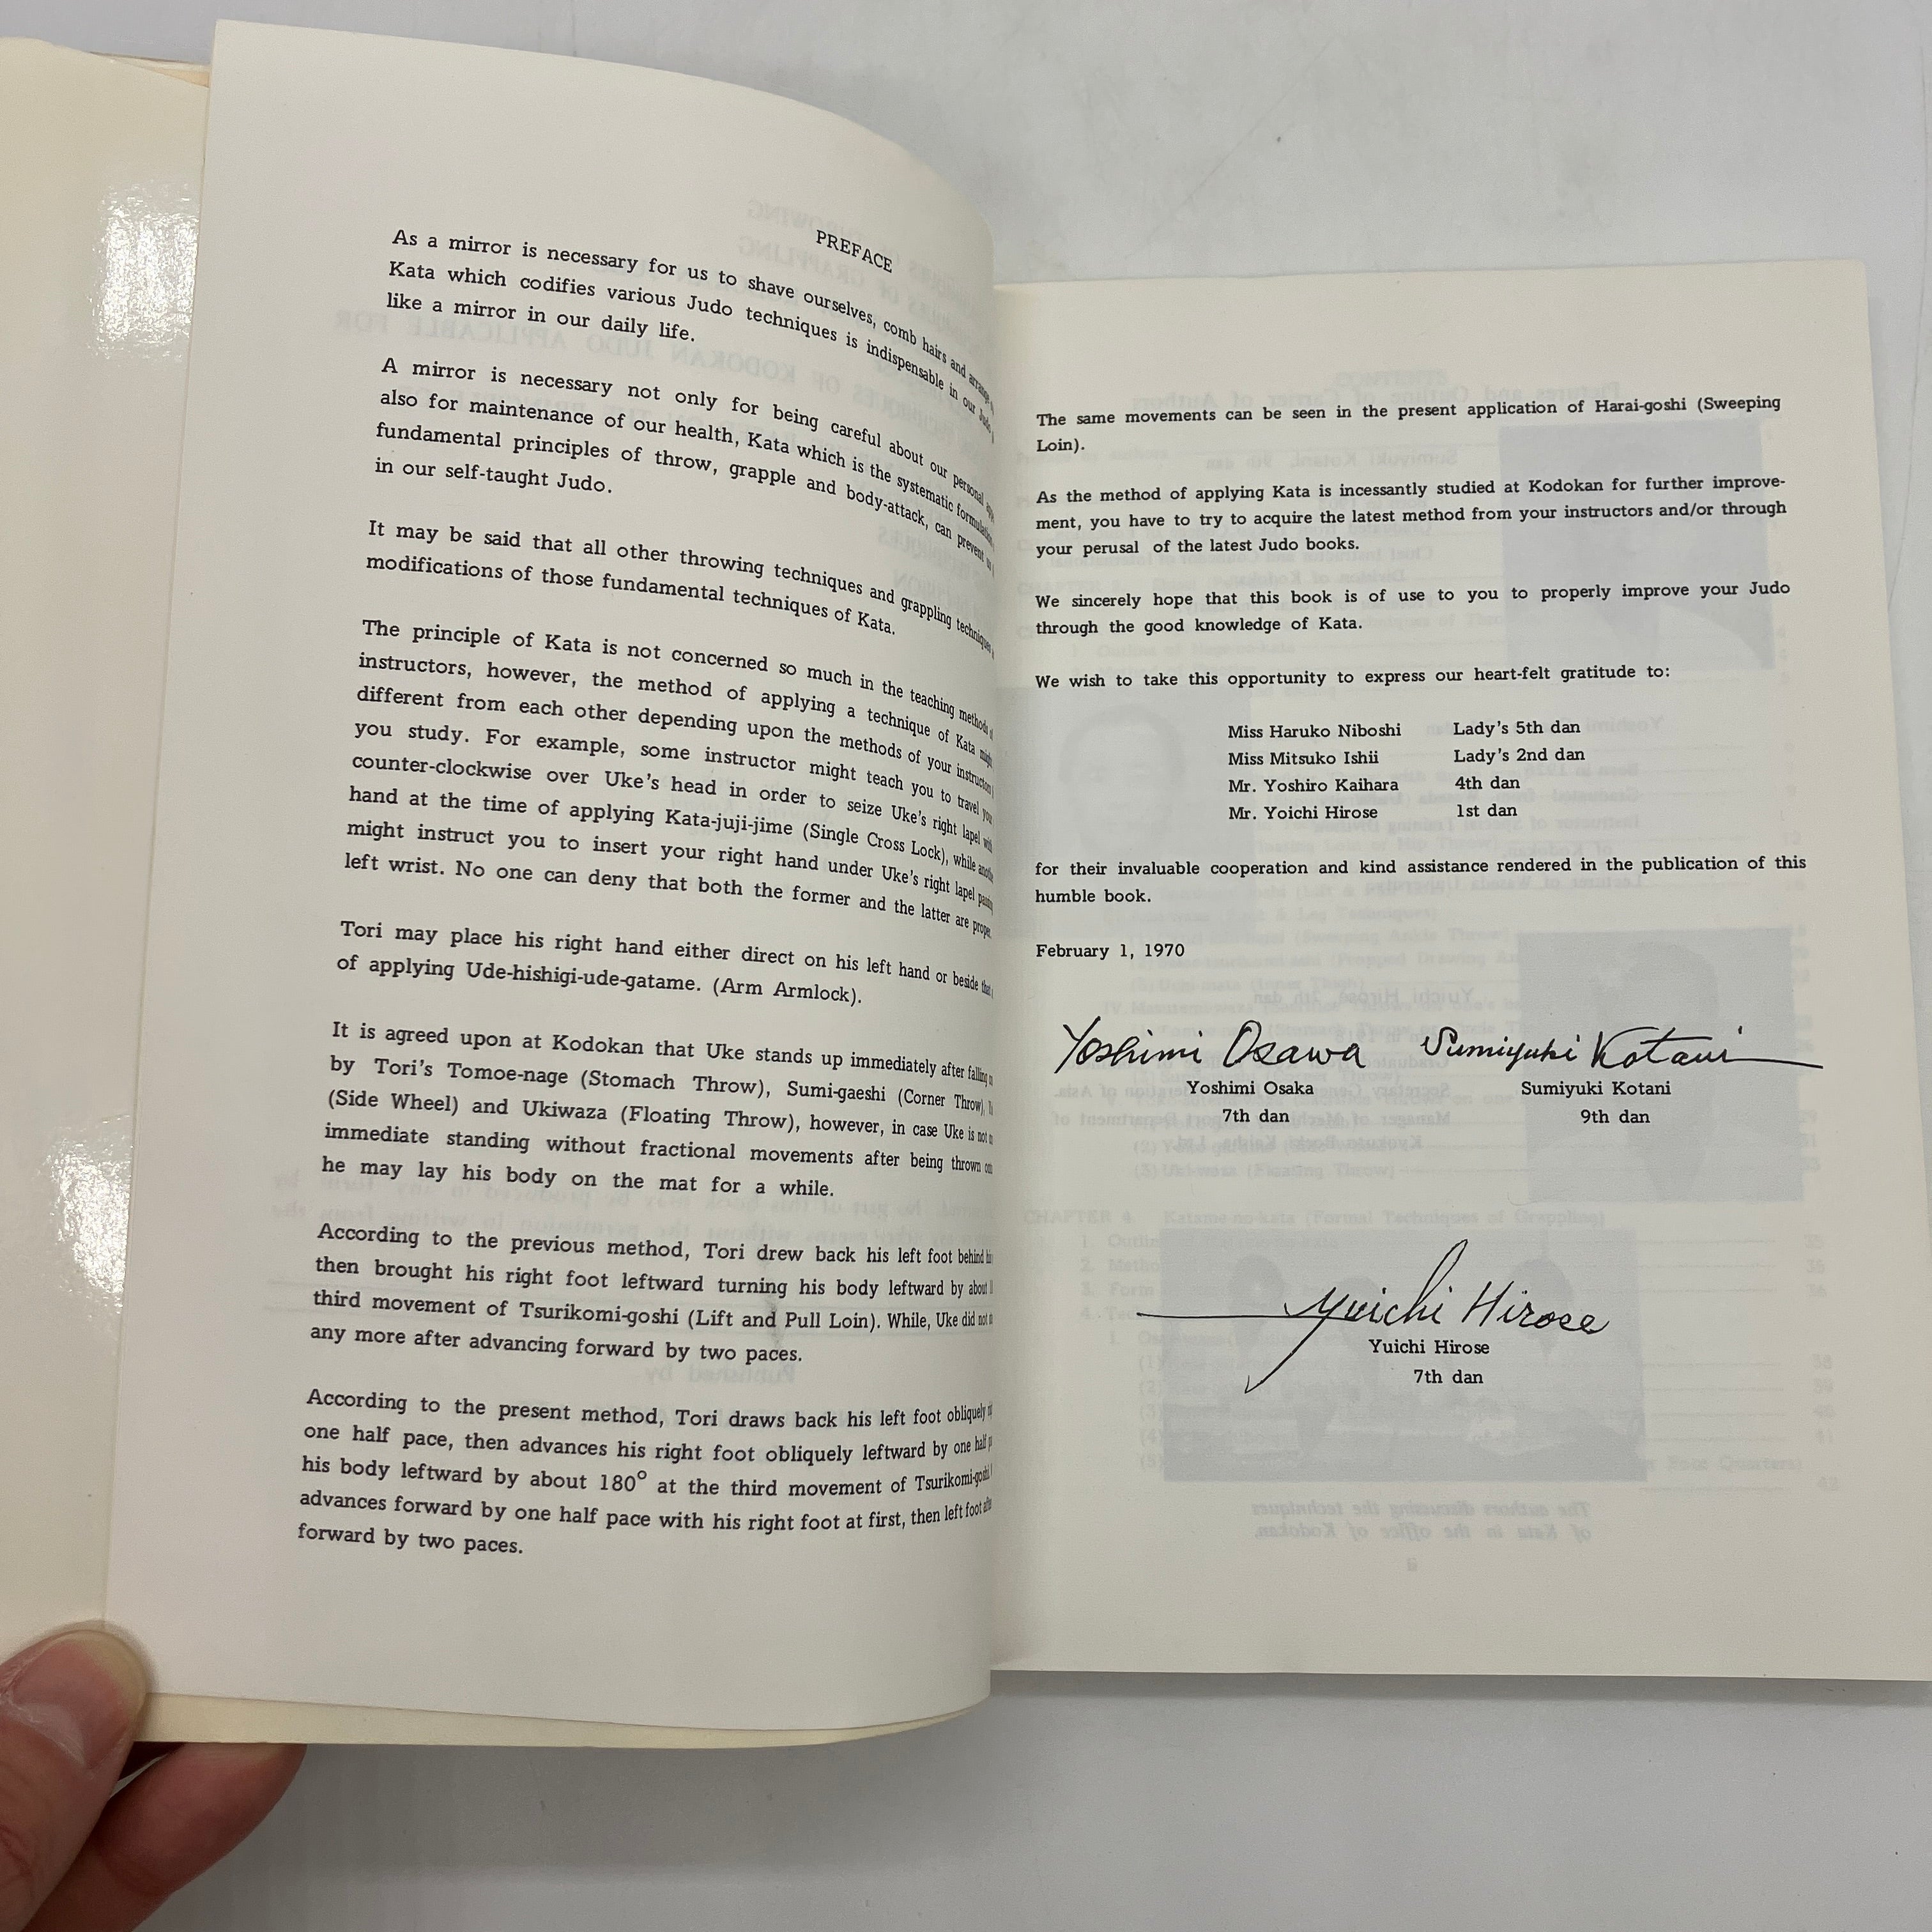 PREFACE
As a mirror is necessary for us to shave ourselves, comb hairs and arrange
Kata which codifies various Judo techniques is indispensable in our Judo
like a mirror in our daily life.
A mirror is necessary not only for being careful about our personal
also for maintenance of our health, Kata which is the systematic formulation
fundamental principles of throw, grapple and body-attack, can prevent
in our self-taught Judo.
It may be said that all other throwing techniques and grappling techniques
modifications of those fundamental techniques of Kata.
The principle of Kata is not concerned so much in the teaching methods
instructors, however, the method of applying a technique of Kata might
different from each other depending upon the methods of your instructors
you study. For example, some instructor might teach you to travel your
counter-clockwise over Uke's head in order to seize Uke's right lapel with
hand at the time of applying Kata-juji-jime (Single Cross Lock), while another
might instruct you to insert your right hand under Uke's right lapel
left wrist. No one can deny that both the former and the latter are proper.
Tori may place his right hand either direct on his left hand or beside that
of applying Ude-hishigi-ude-gatame. (Arm Armlock).
It is agreed upon at Kodokan that Uke stands up immediately after falling
by Tori's Tomoe-nage (Stomach Throw), Sumi-gaeshi (Corner Throw),
(Side Wheel) and Ukiwaza (Floating Throw), however, in case Uke is not
immediate standing without fractional movements after being thrown
he may lay his body on the mat for a while.
According to the previous method, Tori drew back his left foot behind
then brought his right foot leftward turning his body leftward by about
third movement of Tsurikomi-goshi (Lift and Pull Loin). While, Uke did not
any more after advancing forward by two paces.
According to the present method, Tori draws back his left foot obliquely
one half pace, then advances his right foot obliquely leftward by one half
his body leftward by about 180° at the third movement of Tsurikomi-goshi
advances forward by one half pace with his right foot at first, then left foot
forward by two paces.
The same movements can be seen in the present application of Harai-goshi (Sweeping
Loin).
As the method of applying Kata is incessantly studied at Kodokan for further improve-
ment, you have to try to acquire the latest method from your instructors and/or through
your perusal of the latest Judo books.
We sincerely hope that this book is of use to you to properly improve your Judo
through the good knowledge of Kata.
We wish to take this opportunity to express our heart-felt gratitude to:
Miss Haruko Niboshi Lady's 5th dan
Miss Mitsuko Ishii Lady's 2nd dan
Mr. Yoshiro Kaihara 4th dan
Mr. Yoichi Hirose 1st dan
for their invaluable cooperation and kind assistance rendered in the publication of this
humble book.
February 1, 1970
Yoshimi Osawa Sumiyuki Kotani
Yoshimi Osaka Sumiyuki Kotani
7th dan 9th dan
Yuichi Hirose
Yuichi Hirose
7th dan